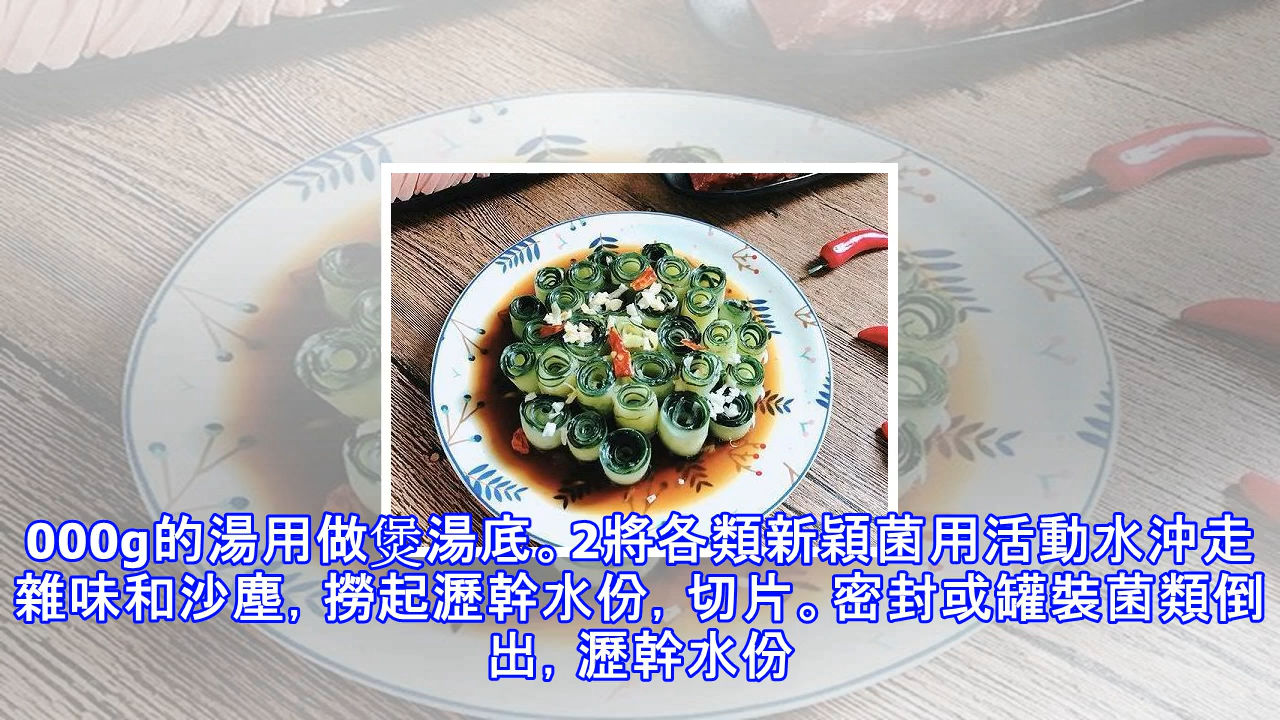 000g的湯用做煲湯底。2將各類新穎菌用活動水沖走
雜味和沙塵, 撈起瀝幹水份, 切片。密封或罐裝菌類倒
出, 瀝幹水份